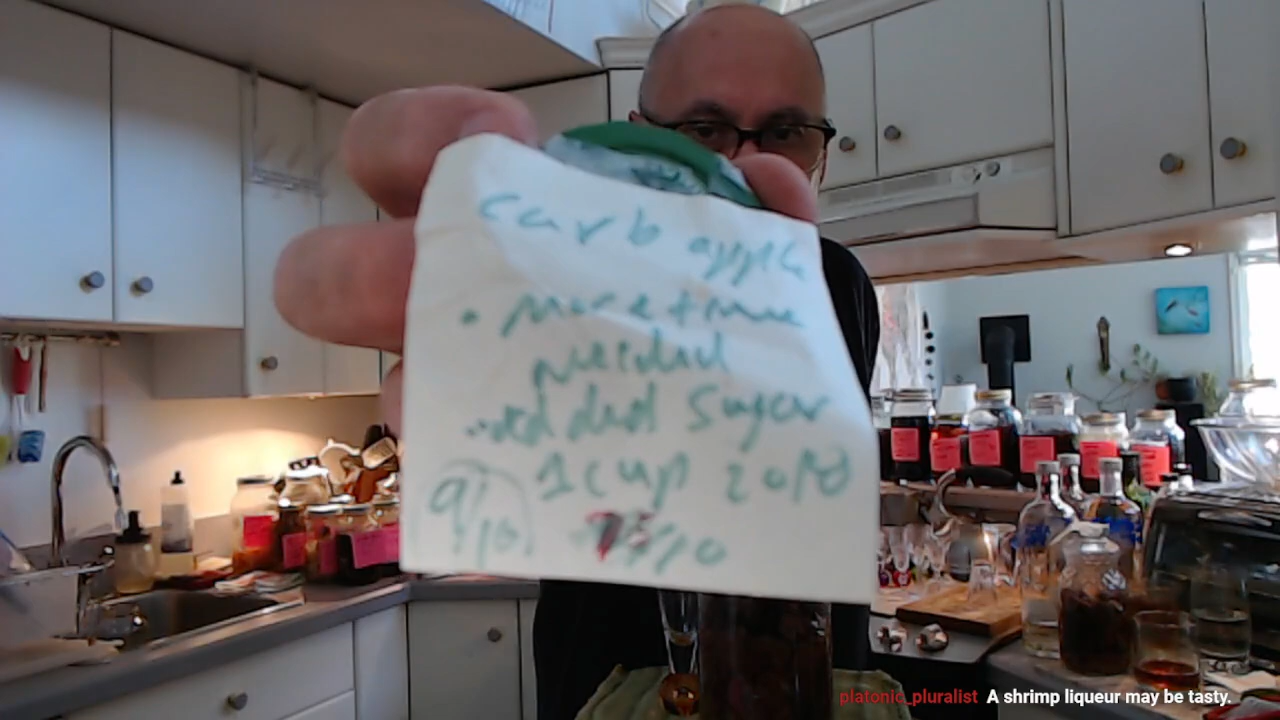 carb apple
• more time
needed
•• added Sugar
1 cup 2018
9/10
platonic_pluralist A shrimp liqueur may be tasty.